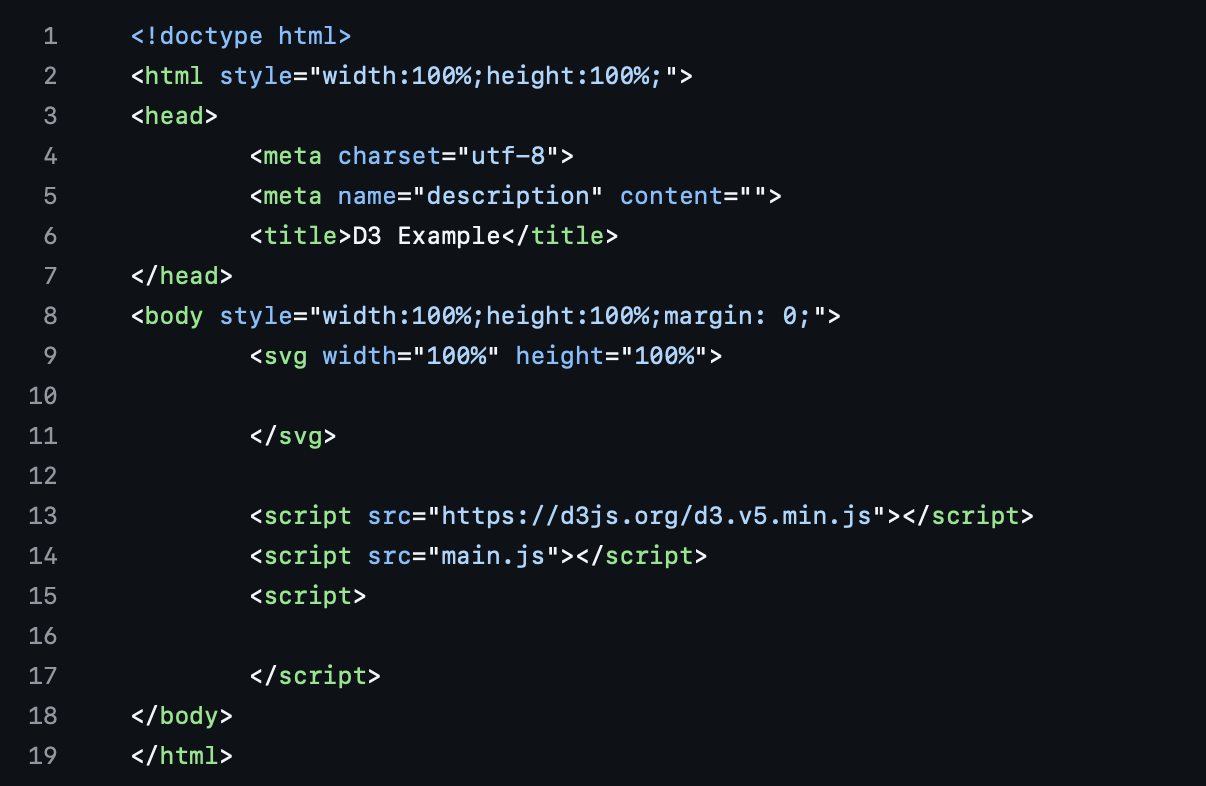 1 <!doctype html>
2 <html style="width:100%;height:100%;">
3 <head>
4 <meta charset="utf-8">
5 <meta name="description" content="">
6 <title>D3 Example</title>
7 </head>
8 <body style="width:100%;height:100%;margin: 0;">
9 <svg width="100%" height="100%">
10
11 </svg>
12
13 <script src="https://d3js.org/d3.v5.min.js"></script>
14 <script src="main.js"></script>
15 <script>
16
17 </script>
18 </body>
19 </html>